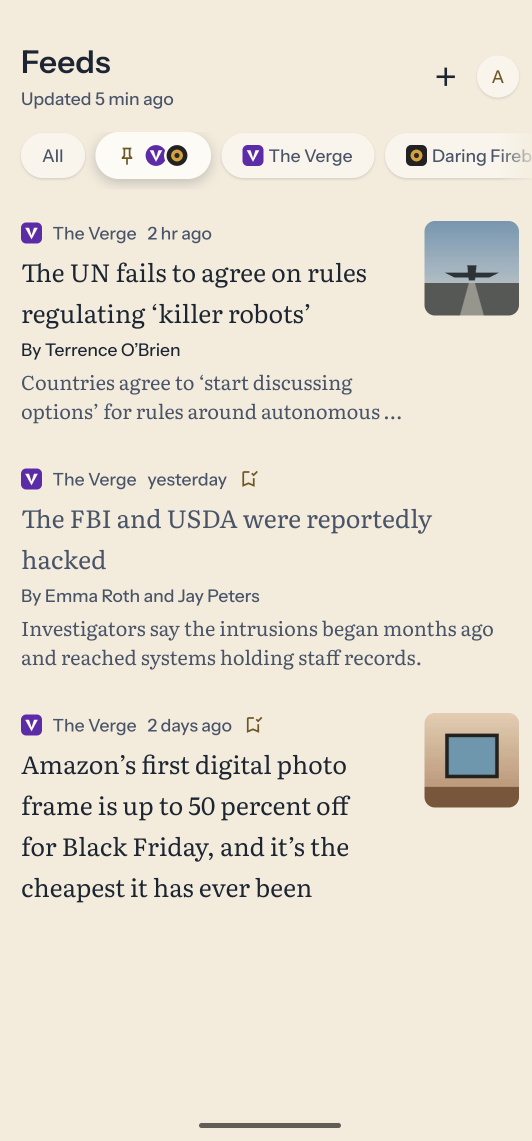 Feeds
Updated 5 min ago
A
All
The Verge
Daring Fireb
The Verge 2 hr ago
The UN fails to agree on rules
regulating ‘killer robots’
By Terrence O’Brien
Countries agree to ‘start discussing
options’ for rules around autonomous …
The Verge yesterday
The FBI and USDA were reportedly
hacked
By Emma Roth and Jay Peters
Investigators say the intrusions began months ago
and reached systems holding staff records.
The Verge 2 days ago
Amazon’s first digital photo
frame is up to 50 percent off
for Black Friday, and it’s the
cheapest it has ever been